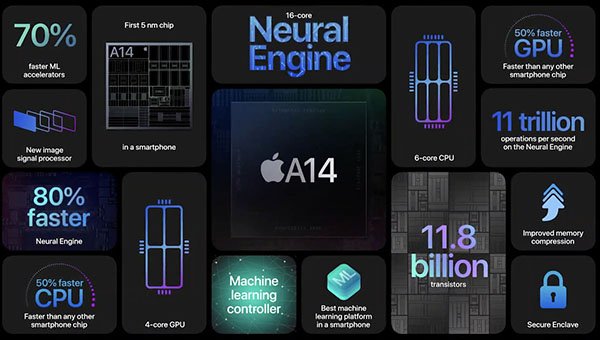 70%
faster ML
accelerators
First 5 nm chip
A14
in a smartphone
16-core
Neural
Engine
6-core CPU
50% faster
GPU
Faster than any other
smartphone chip
New image
signal processor
A14
11 trillion
operations per second
on the Neural Engine
80%
faster
Neural Engine
4-core GPU
11.8
billion
transistors
Improved memory
compression
50% faster
CPU
Faster than any other
smartphone chip
Machine
learning
controller
ML
Best machine
learning platform
in a smartphone
Secure Enclave